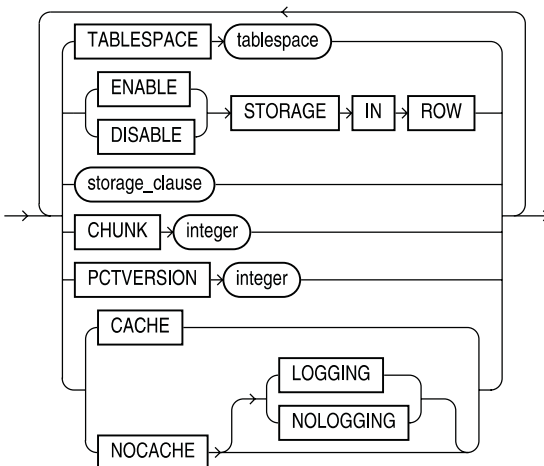 TABLESPACE tablespace
ENABLE
DISABLE
STORAGE IN ROW
storage_clause
CHUNK integer
PCTVERSION integer
CACHE
LOGGING
NOLOGGING
NOCACHE